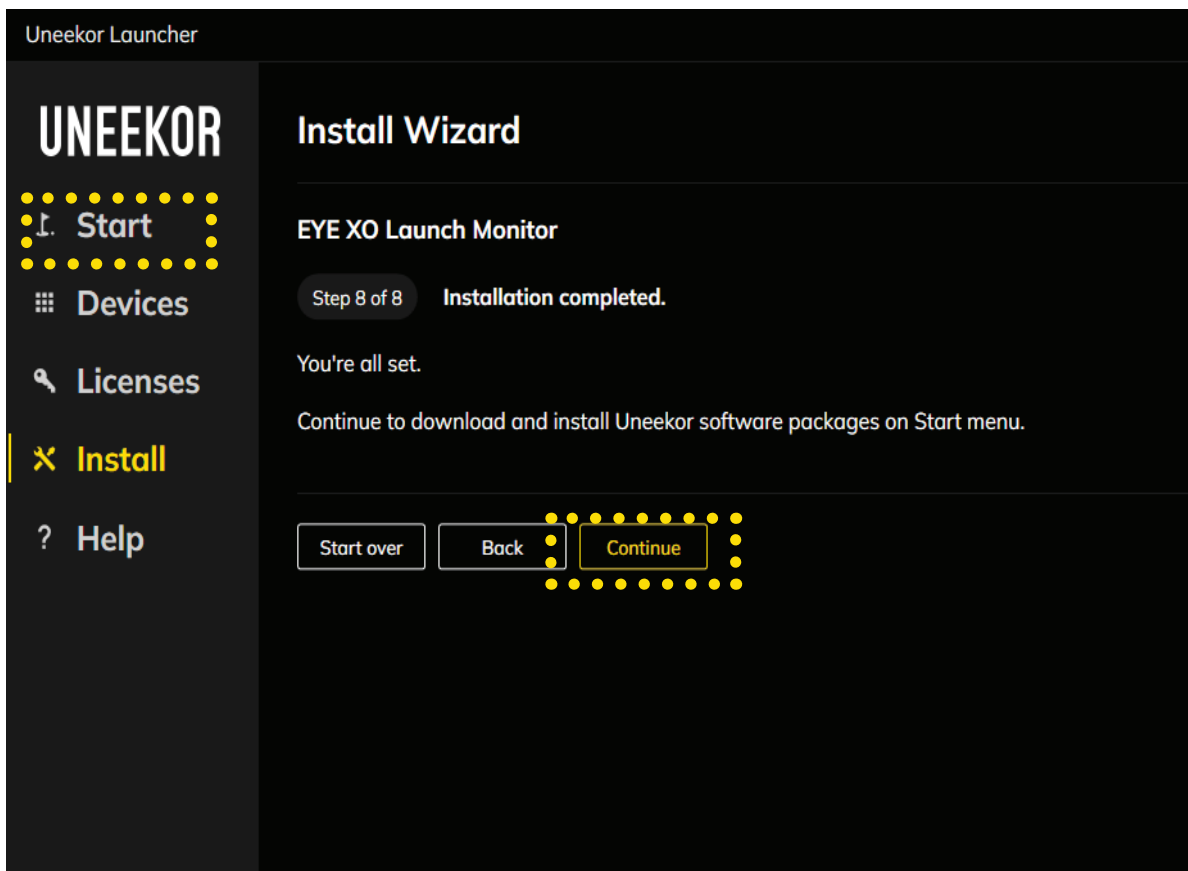 Uneekor Launcher
UNEEKOR
Start
Devices
Licenses
Install
? Help
Install Wizard
EYE XO Launch Monitor
Step 8 of 8 Installation completed.
You're all set.
Continue to download and install Uneekor software packages on Start menu.
Start over Back Continue